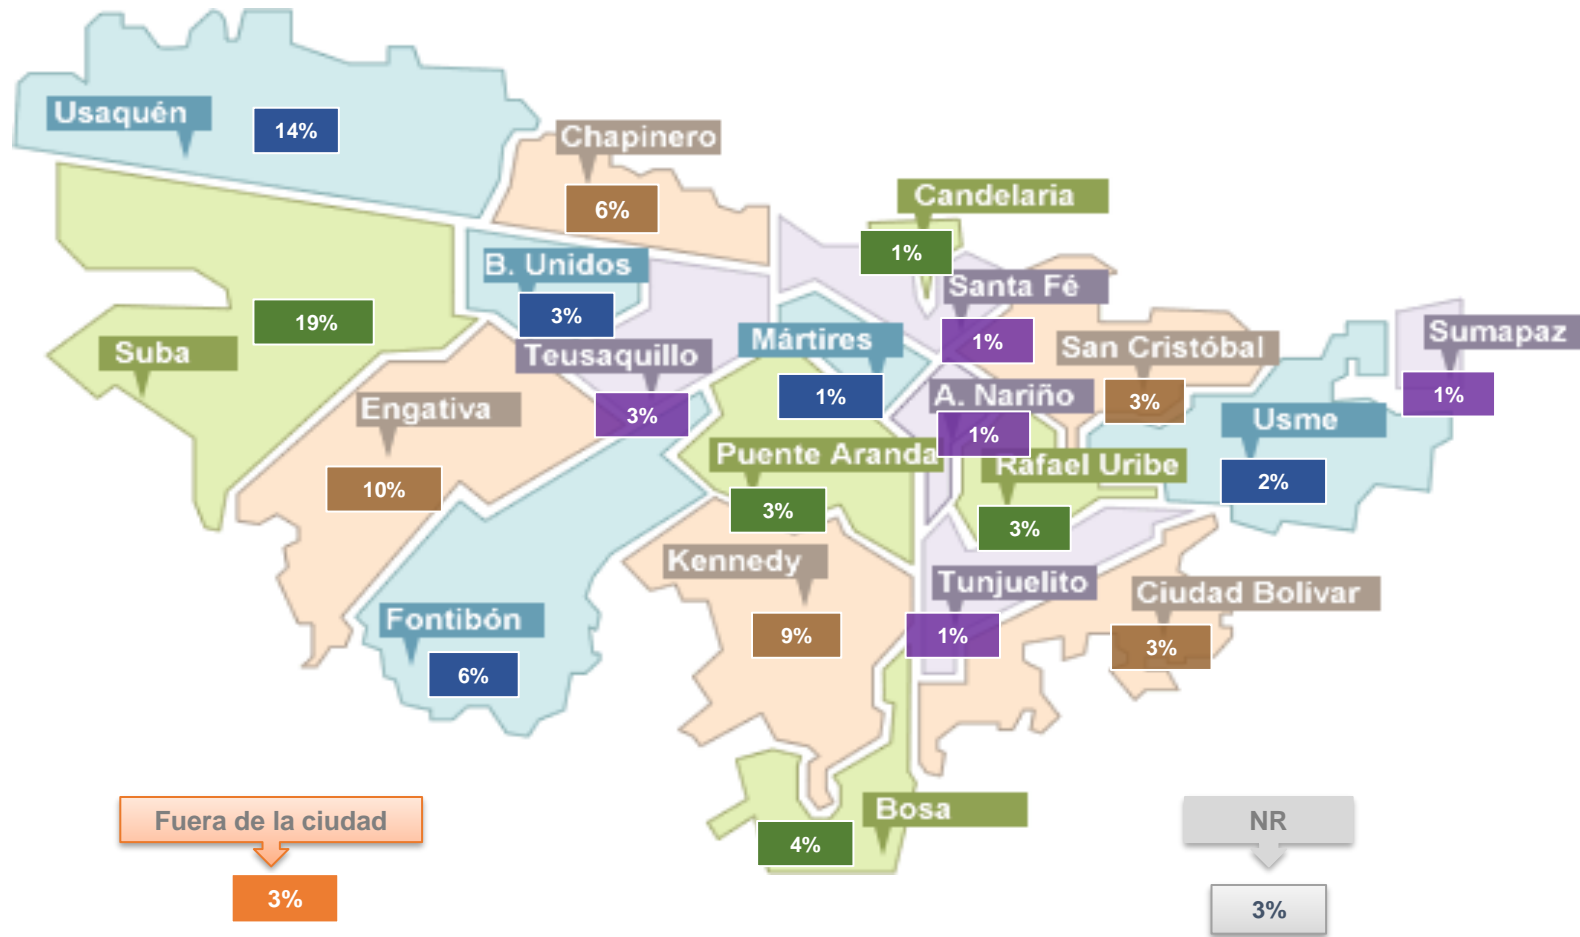 Usaquén
14%
Chapinero
6%
Candelaria
1%
B. Unidos
3%
Santa Fé
1%
Suba
19%
Teusaquillo
3%
Mártires
1%
San Cristóbal
3%
Sumapaz
1%
Engativa
10%
A. Nariño
1%
Usme
2%
Puente Aranda
3%
Rafael Uribe
3%
Kennedy
9%
Tunjuelito
1%
Ciudad Bolívar
3%
Fontibón
6%
Bosa
4%
Fuera de la ciudad
3%
NR
3%